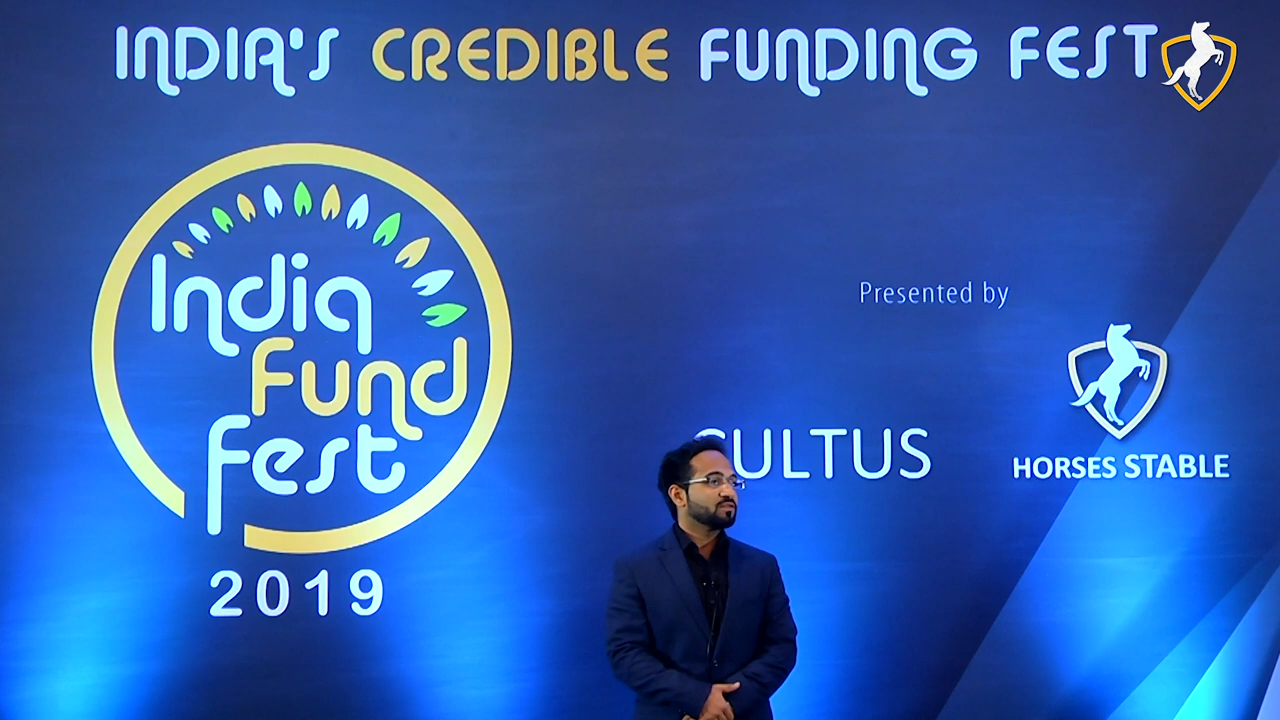 INDIA'S CREDIBLE FUNDING FEST
India
Fund
Fest
2019
Presented by
CULTUS
HORSES STABLE